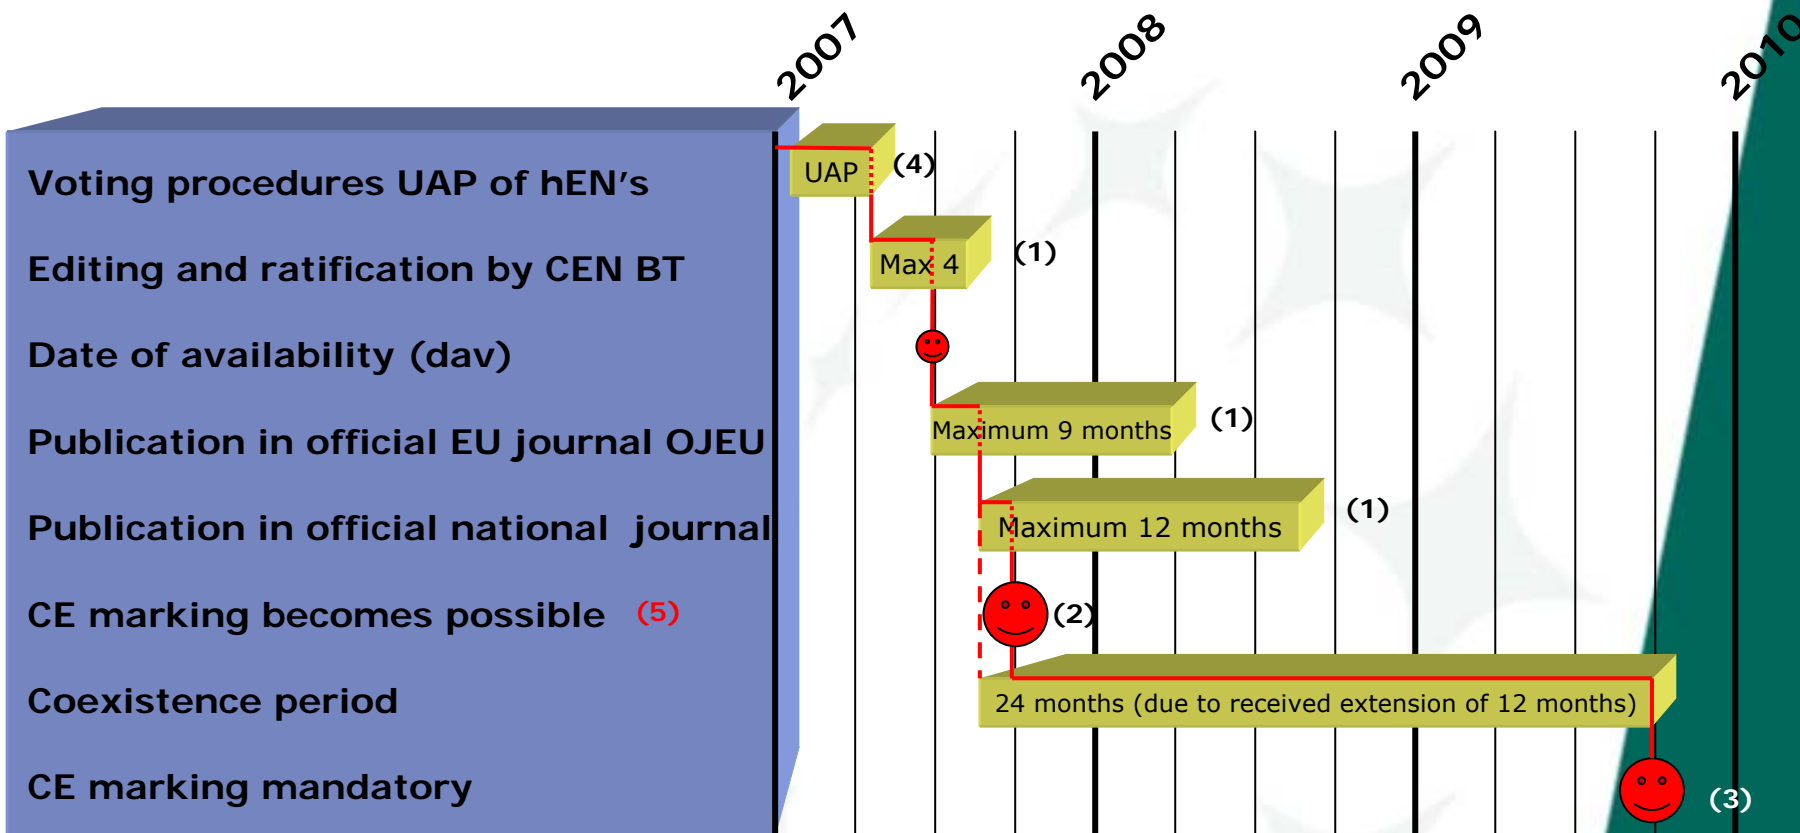 2007
2008
2009
2010
Voting procedures UAP of hEN’s
UAP
(4)
Editing and ratification by CEN BT
Max 4
(1)
Date of availability (dav)
Publication in official EU journal OJEU
Maximum 9 months
(1)
Publication in official national journal
Maximum 12 months
(1)
CE marking becomes possible (5)
(2)
Coexistence period
24 months (due to received extension of 12 months)
CE marking mandatory
(3)